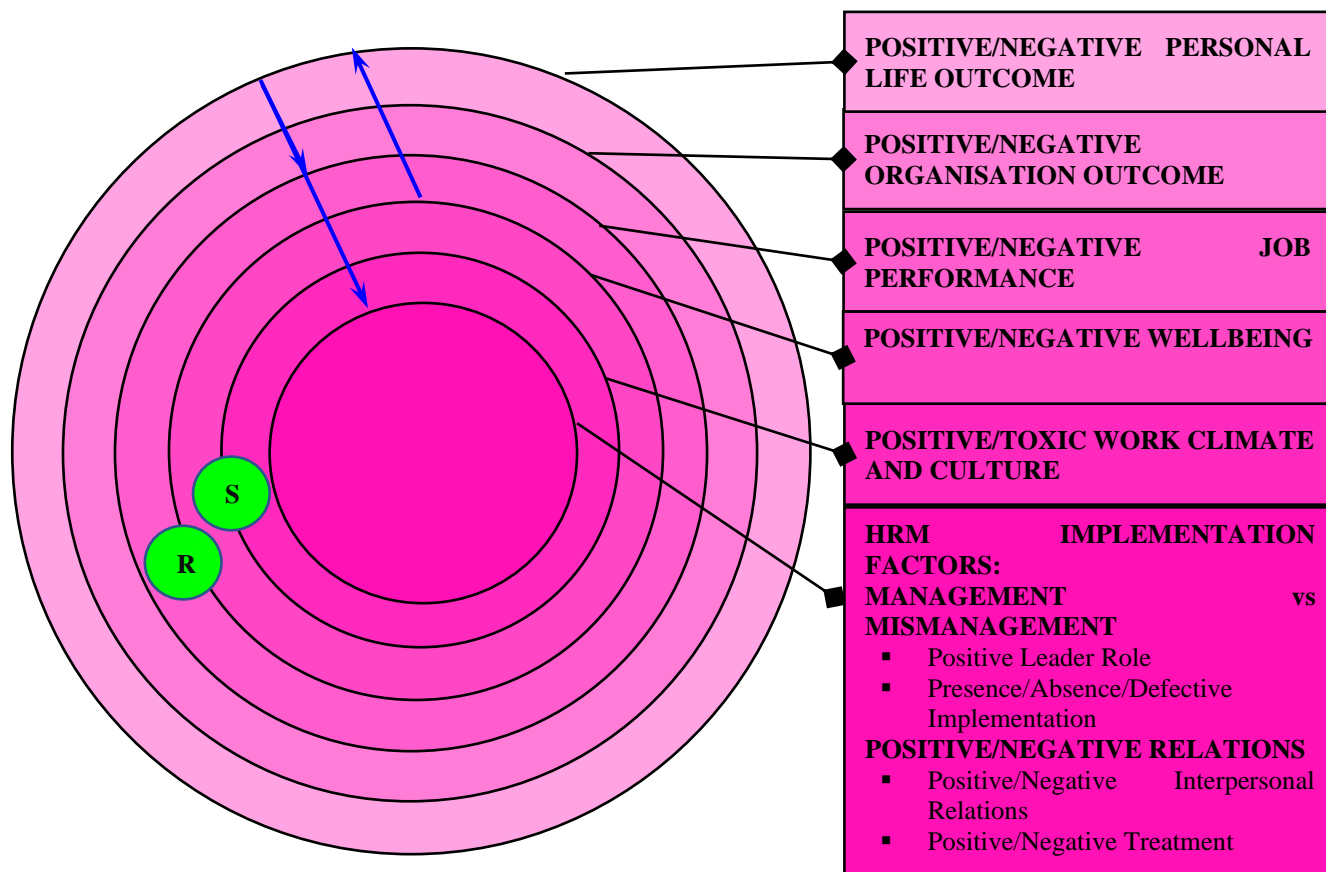 POSITIVE/NEGATIVE PERSONAL
LIFE OUTCOME
POSITIVE/NEGATIVE
ORGANISATION OUTCOME
POSITIVE/NEGATIVE JOB
PERFORMANCE
POSITIVE/NEGATIVE WELLBEING
POSITIVE/TOXIC WORK CLIMATE
AND CULTURE
S
R
HRM IMPLEMENTATION
FACTORS:
MANAGEMENT vs
MISMANAGEMENT
▪ Positive Leader Role
▪ Presence/Absence/Defective
Implementation
POSITIVE/NEGATIVE RELATIONS
▪ Positive/Negative Interpersonal
Relations
▪ Positive/Negative Treatment